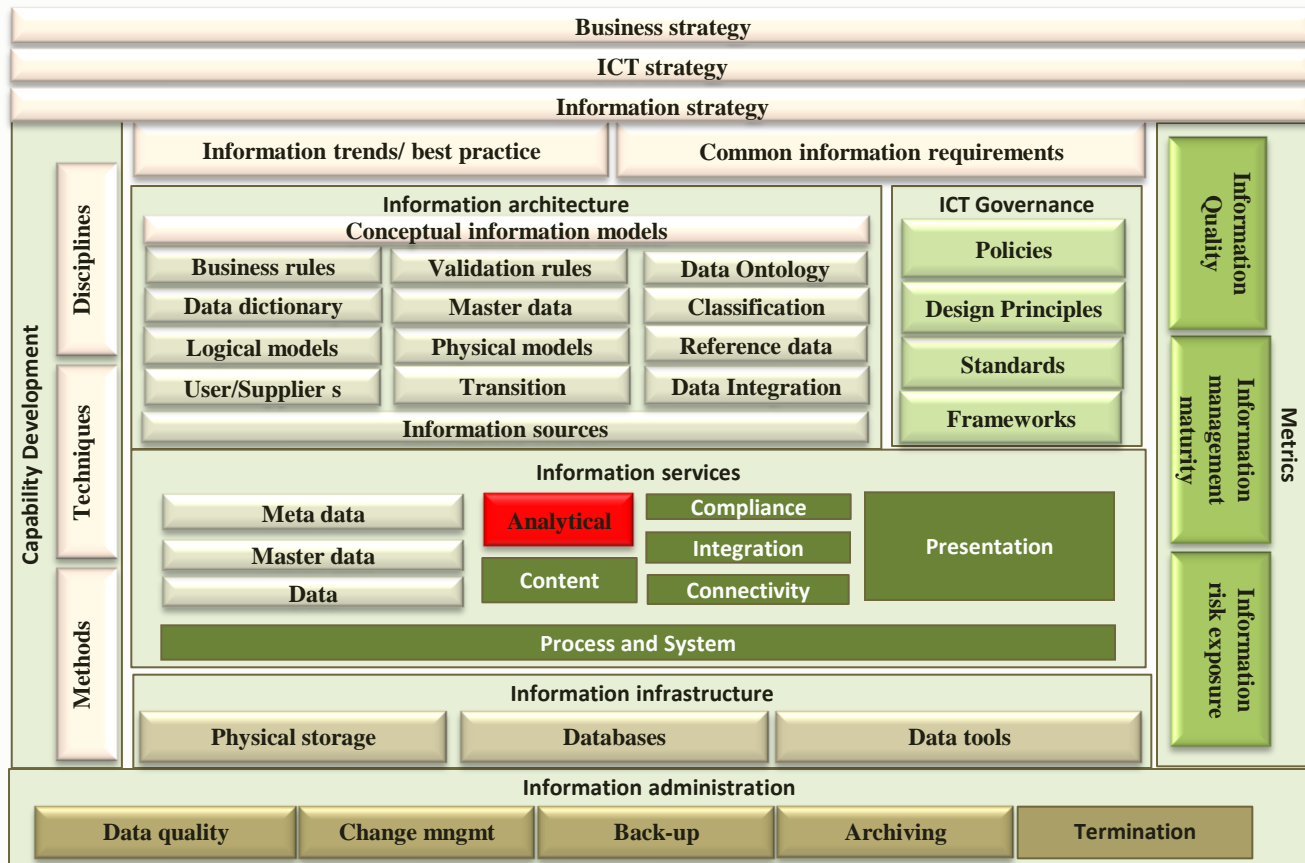 Business strategy
ICT strategy
Information strategy
Information trends/ best practice
Common information requirements
Capability Development
Disciplines
Techniques
Methods
Information architecture
Conceptual information models
Business rules
Validation rules
Data Ontology
Data dictionary
Master data
Classification
Logical models
Physical models
Reference data
User/Supplier s
Transition
Data Integration
Information sources
ICT Governance
Policies
Design Principles
Standards
Frameworks
Information services
Meta data
Master data
Data
Analytical
Content
Compliance
Integration
Connectivity
Presentation
Process and System
Information infrastructure
Physical storage
Databases
Data tools
Metrics
Information
Quality
Information
management
maturity
Information
risk exposure
Information administration
Data quality
Change mngmt
Back-up
Archiving
Termination